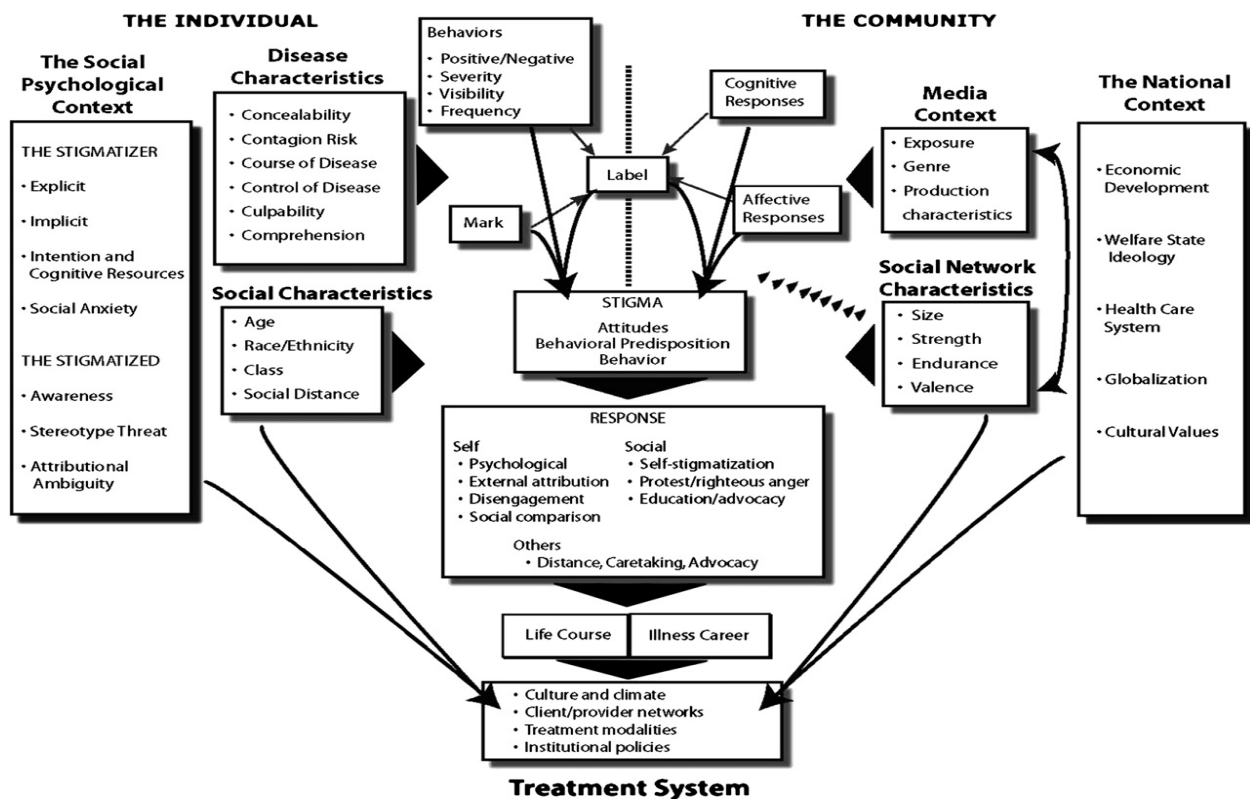 THE INDIVIDUAL
THE COMMUNITY
The Social
Psychological
Context
THE STIGMATIZER
• Explicit
• Implicit
• Intention and
Cognitive Resources
• Social Anxiety
THE STIGMATIZED
• Awareness
• Stereotype Threat
• Attributional
Ambiguity
Disease
Characteristics
• Concealability
• Contagion Risk
• Course of Disease
• Control of Disease
• Culpability
• Comprehension
Social Characteristics
• Age
• Race/Ethnicity
• Class
• Social Distance
Behaviors
• Positive/Negative
• Severity
• Visibility
• Frequency
Mark
Label
Cognitive
Responses
Affective
Responses
Media
Context
• Exposure
• Genre
• Production
characteristics
Social Network
Characteristics
• Size
• Strength
• Endurance
• Valence
The National
Context
• Economic
Development
• Welfare State
Ideology
• Health Care
System
• Globalization
• Cultural Values
STIGMA
Attitudes
Behavioral Predisposition
Behavior
RESPONSE
Self
• Psychological
• External attribution
• Disengagement
• Social comparison
Social
• Self-stigmatization
• Protest/righteous anger
• Education/advocacy
Others
• Distance, Caretaking, Advocacy
Life Course
Illness Career
• Culture and climate
• Client/provider networks
• Treatment modalities
• Institutional policies
Treatment System